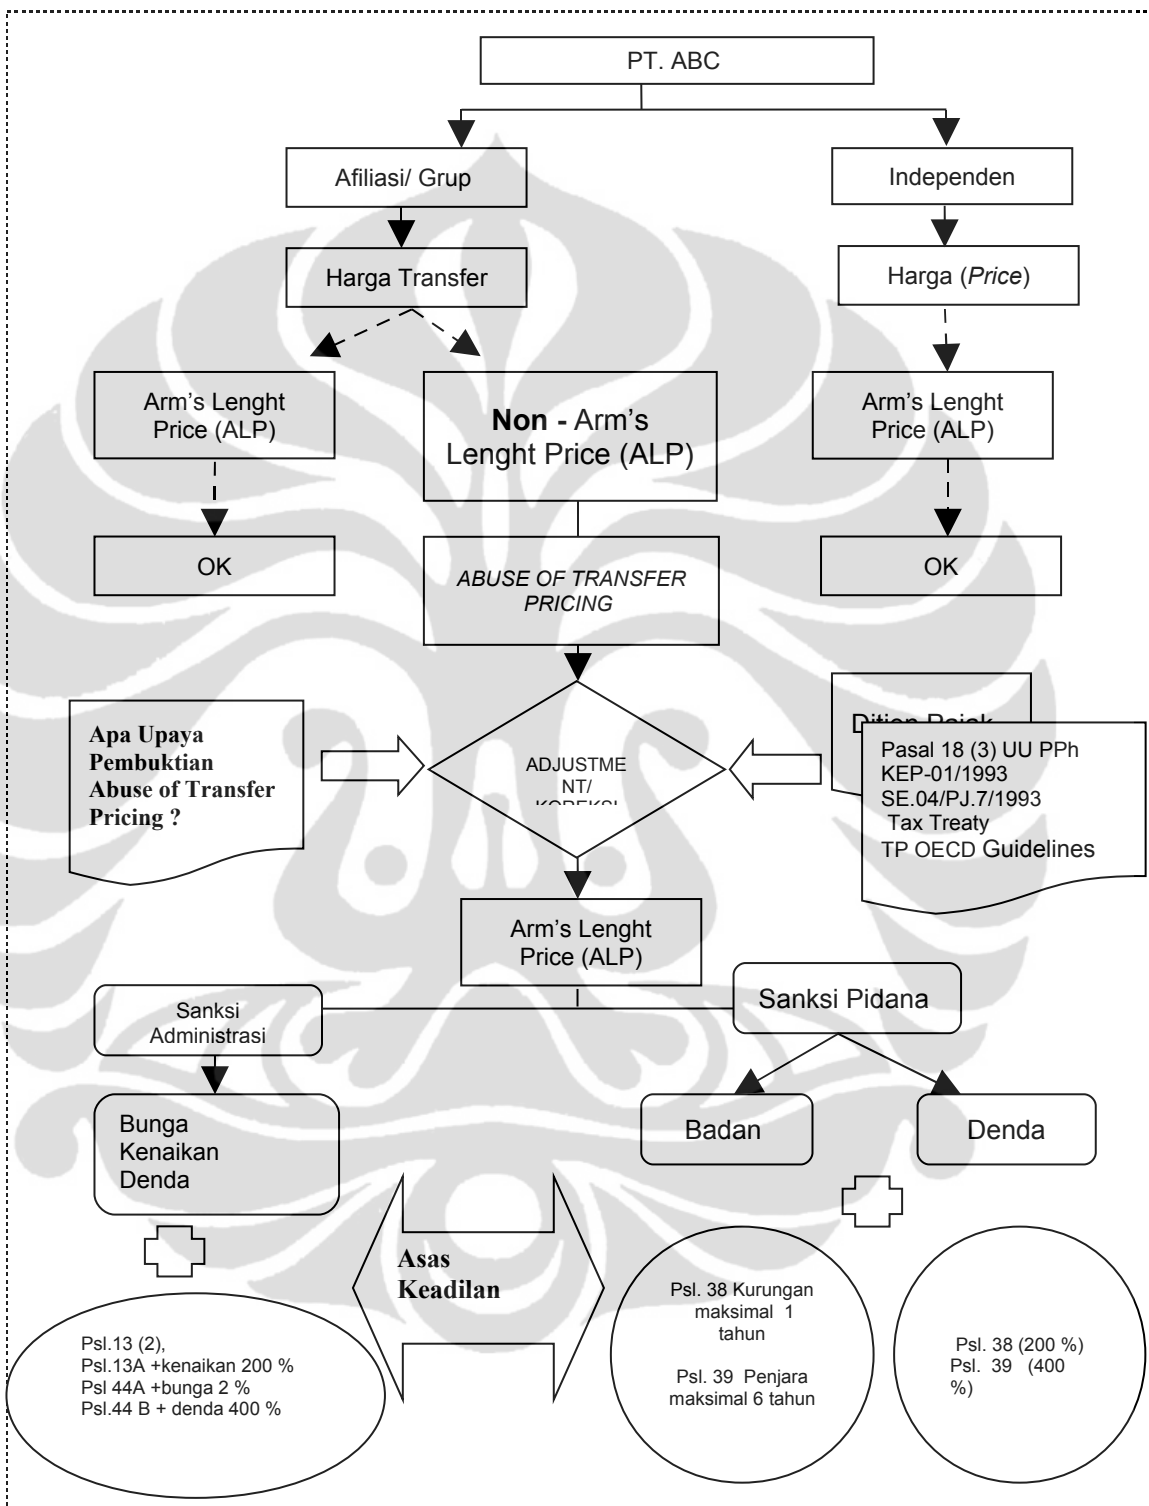 PT. ABC
Afiliasi/ Grup
Independen
Harga Transfer
Harga (Price)
Arm's Lenght
Price (ALP)
Non - Arm's
Lenght Price (ALP)
Arm's Lenght
Price (ALP)
OK
ABUSE OF TRANSFER
PRICING
OK
Apa Upaya
Pembuktian
Abuse of Transfer
Pricing ?
ADJUSTME
NT/
KOREKSI
Ditjen Pajak
Pasal 18 (3) UU PPh
KEP-01/1993
SE.04/PJ.7/1993
Tax Treaty
TP OECD Guidelines
Arm's Lenght
Price (ALP)
Sanksi
Administrasi
Sanksi Pidana
Bunga
Kenaikan
Denda
Badan
Denda
Asas
Keadilan
Psl.13 (2),
Psl.13A +kenaikan 200 %
Psl 44A +bunga 2 %
Psl.44 B + denda 400 %
Psl. 38 Kurungan
maksimal 1
tahun
Psl. 39 Penjara
maksimal 6 tahun
Psl. 38 (200 %)
Psl. 39 (400
%)